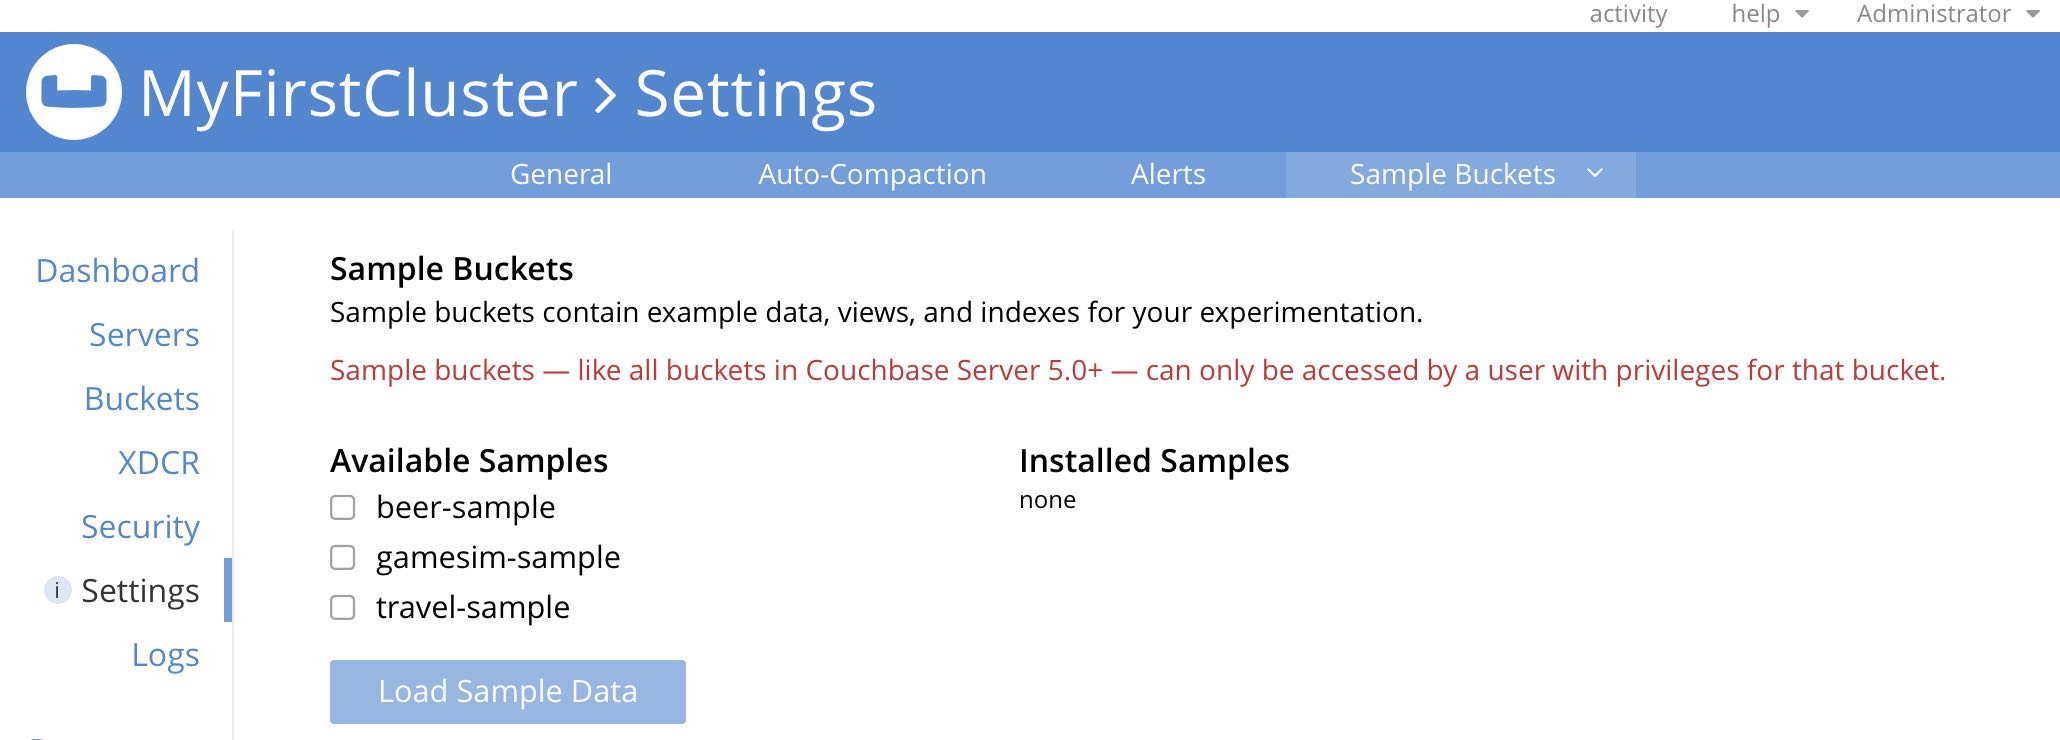 activity help Administrator
MyFirstCluster > Settings
General Auto-Compaction Alerts Sample Buckets
Dashboard
Servers
Buckets
XDCR
Security
i Settings
Logs
Sample Buckets
Sample buckets contain example data, views, and indexes for your experimentation.
Sample buckets — like all buckets in Couchbase Server 5.0+ — can only be accessed by a user with privileges for that bucket.
Available Samples
beer-sample
gamesim-sample
travel-sample
Load Sample Data
Installed Samples
none